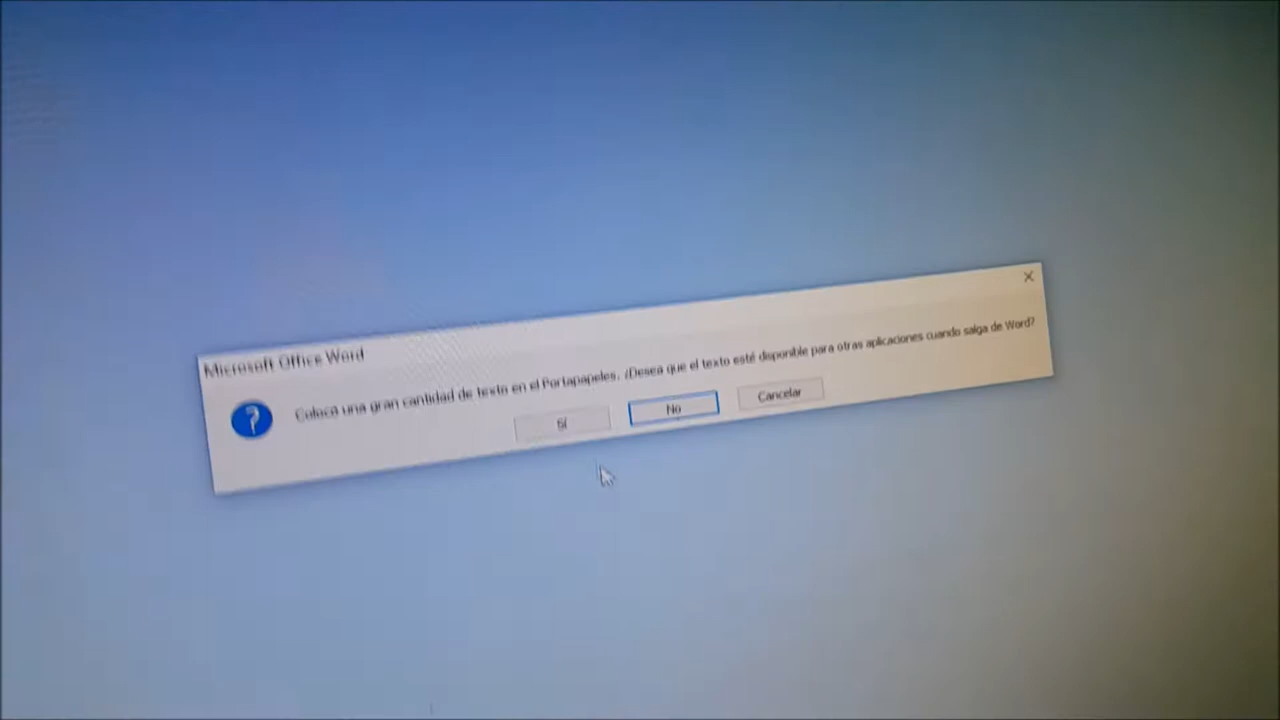 Microsoft Office Word
Coloca una gran cantidad de texto en el Portapapeles. ¿Desea que el texto esté disponible para otras aplicaciones cuando salga de Word?
Sí
No
Cancelar